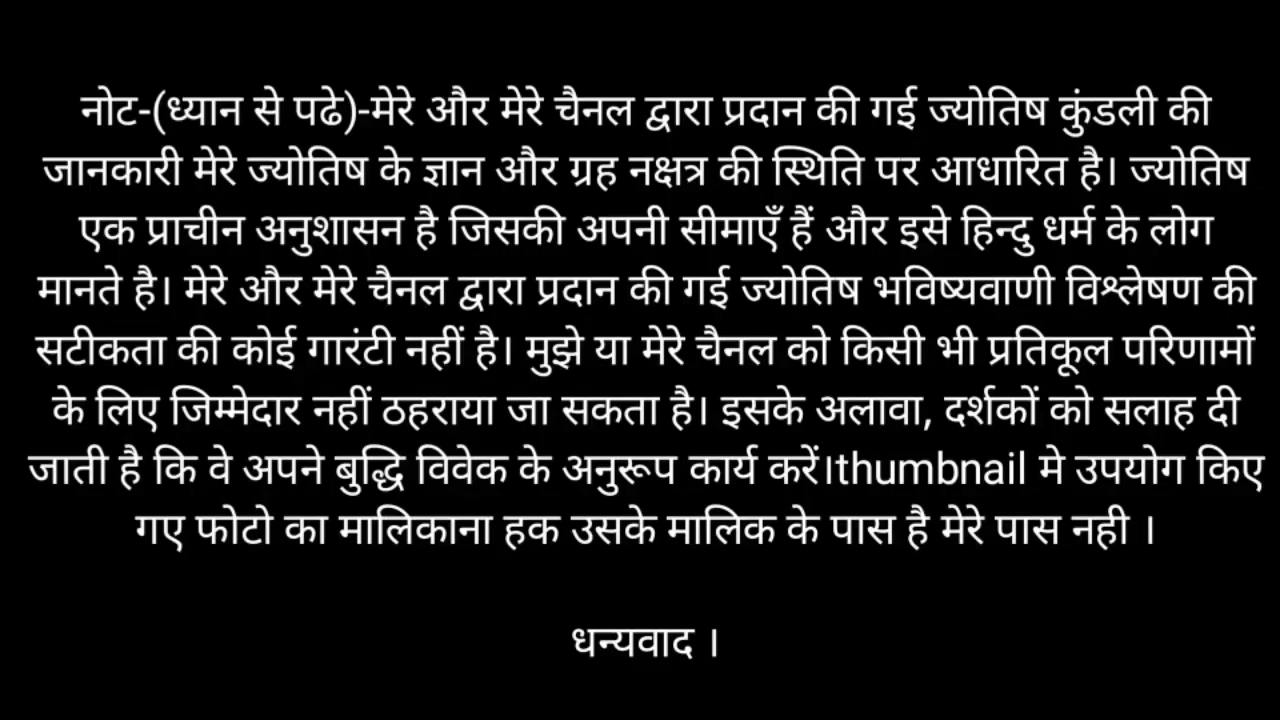 नोट-(ध्यान से पढे)-मेरे और मेरे चैनल द्वारा प्रदान की गई ज्योतिष कुंडली की
जानकारी मेरे ज्योतिष के ज्ञान और ग्रह नक्षत्र की स्थिति पर आधारित है। ज्योतिष
एक प्राचीन अनुशासन है जिसकी अपनी सीमाएँ हैं और इसे हिन्दु धर्म के लोग
मानते है। मेरे और मेरे चैनल द्वारा प्रदान की गई ज्योतिष भविष्यवाणी विश्लेषण की
सटीकता की कोई गारंटी नहीं है। मुझे या मेरे चैनल को किसी भी प्रतिकूल परिणामों
के लिए जिम्मेदार नहीं ठहराया जा सकता है। इसके अलावा, दर्शकों को सलाह दी
जाती है कि वे अपने बुद्धि विवेक के अनुरूप कार्य करें।thumbnail मे उपयोग किए
गए फोटो का मालिकाना हक उसके मालिक के पास है मेरे पास नही ।
धन्यवाद ।